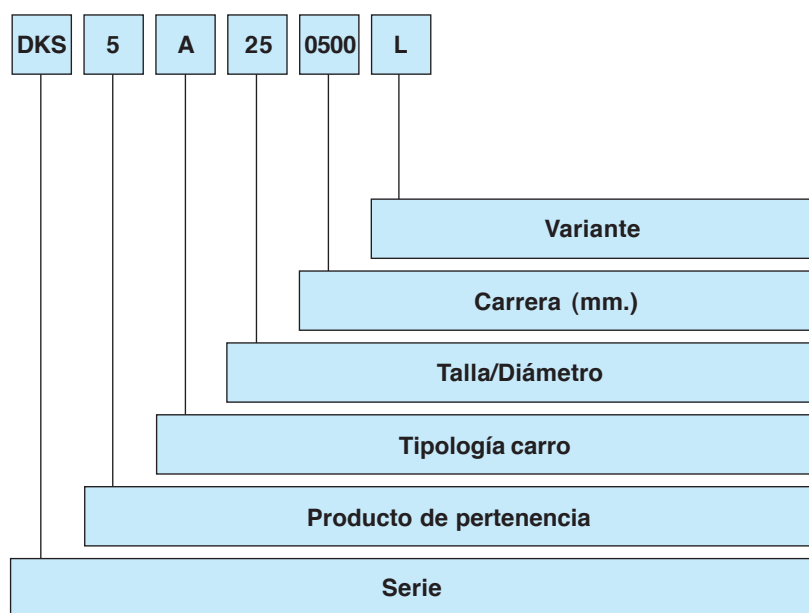 DKS 5 A 25 0500 L
Variante
Carrera (mm.)
Talla/Diámetro
Tipología carro
Producto de pertenencia
Serie